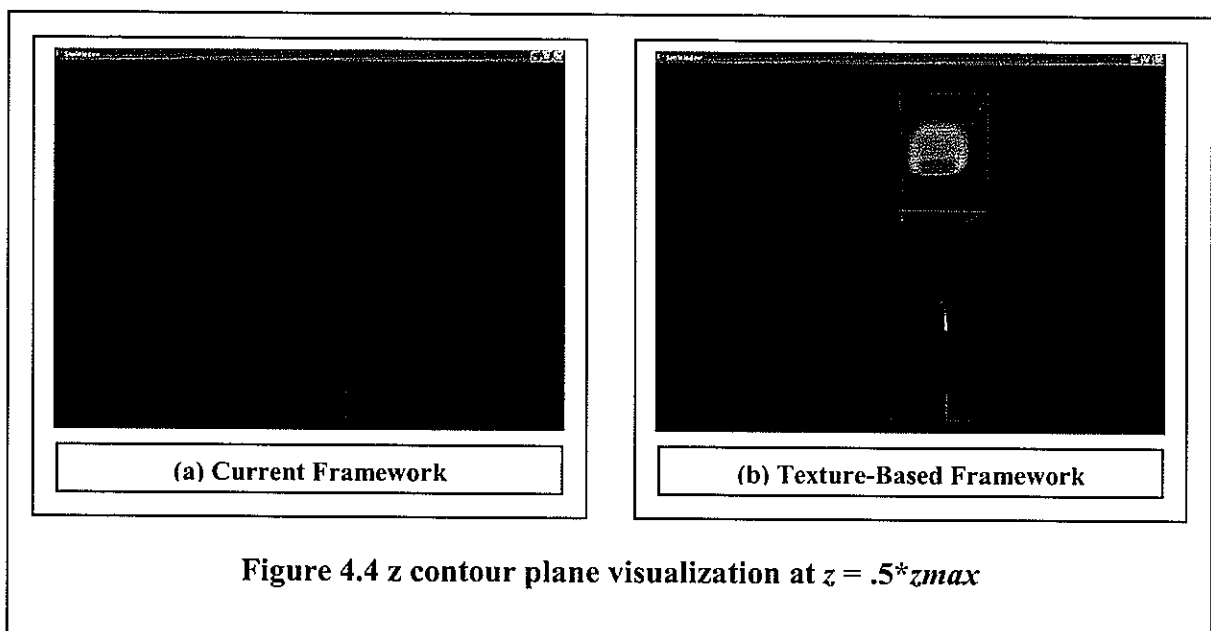 (a) Current Framework
(b) Texture-Based Framework
Figure 4.4 z contour plane visualization at z = .5*zmax